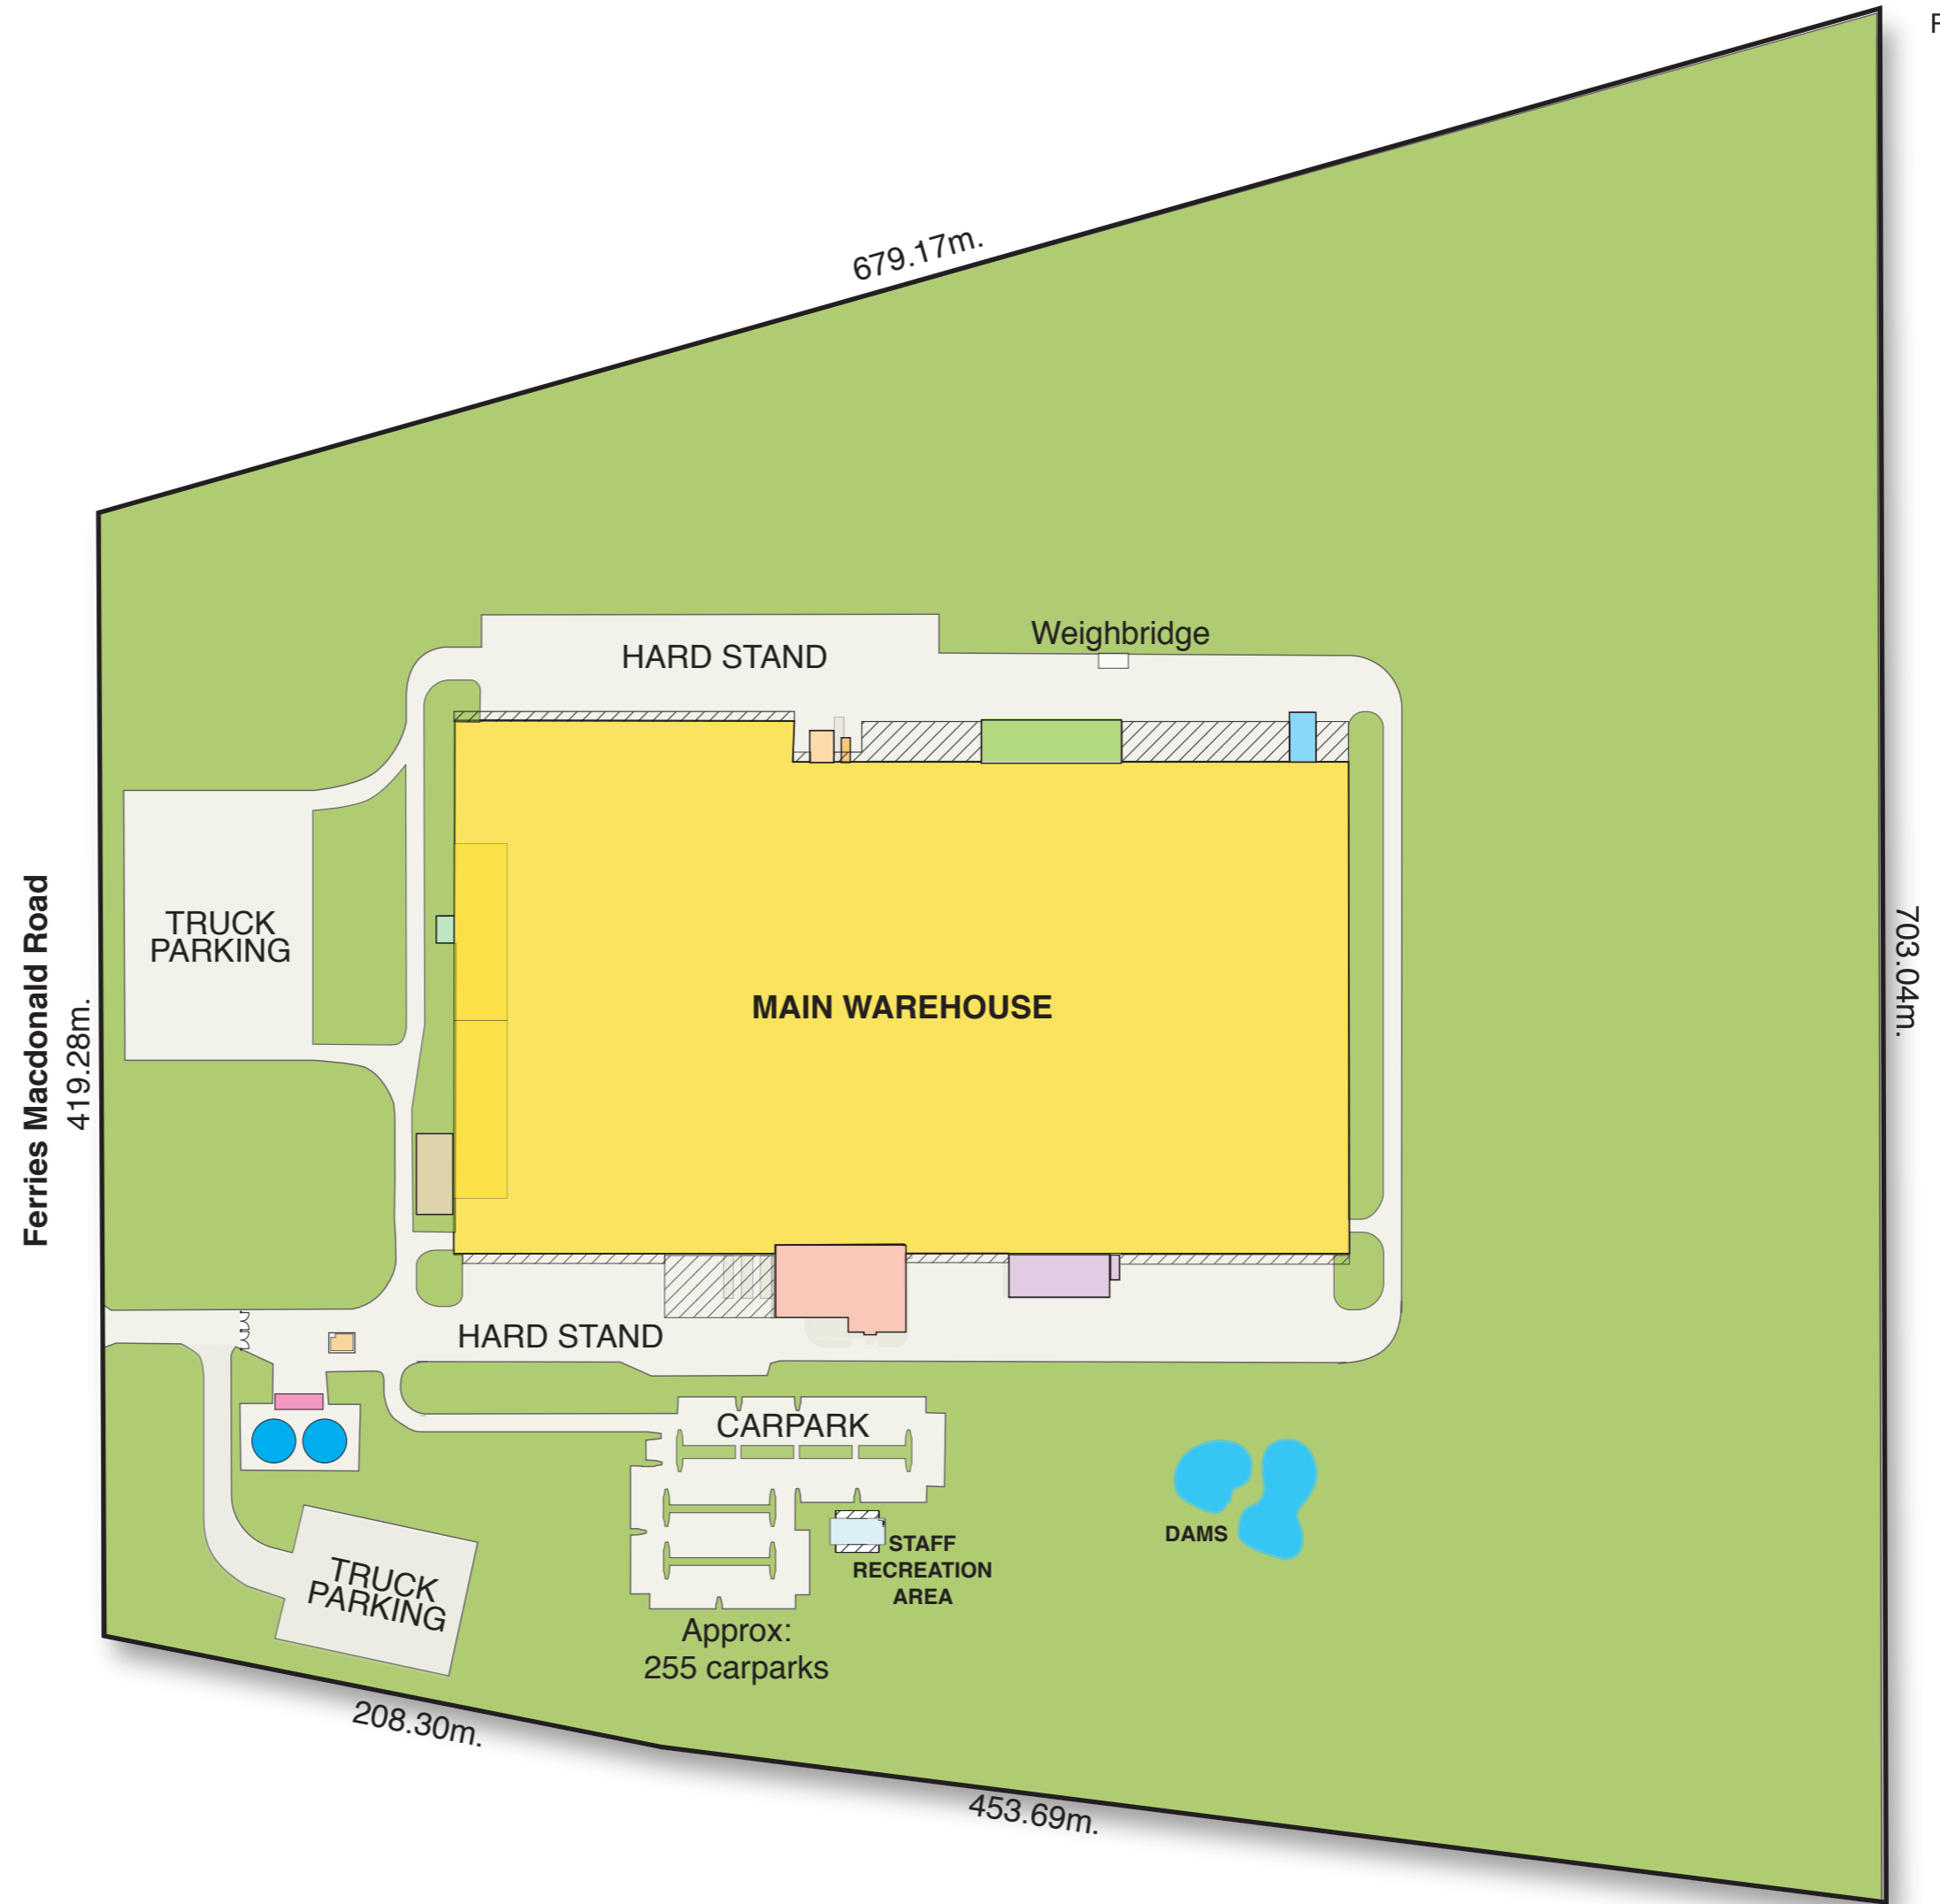 679.17m.
HARD STAND
Weighbridge
TRUCK
PARKING
MAIN WAREHOUSE
Ferries Macdonald Road
419.28m.
703.04m.
HARD STAND
CARPARK
STAFF
RECREATION
AREA
DAMS
TRUCK
PARKING
Approx:
255 carparks
208.30m.
453.69m.